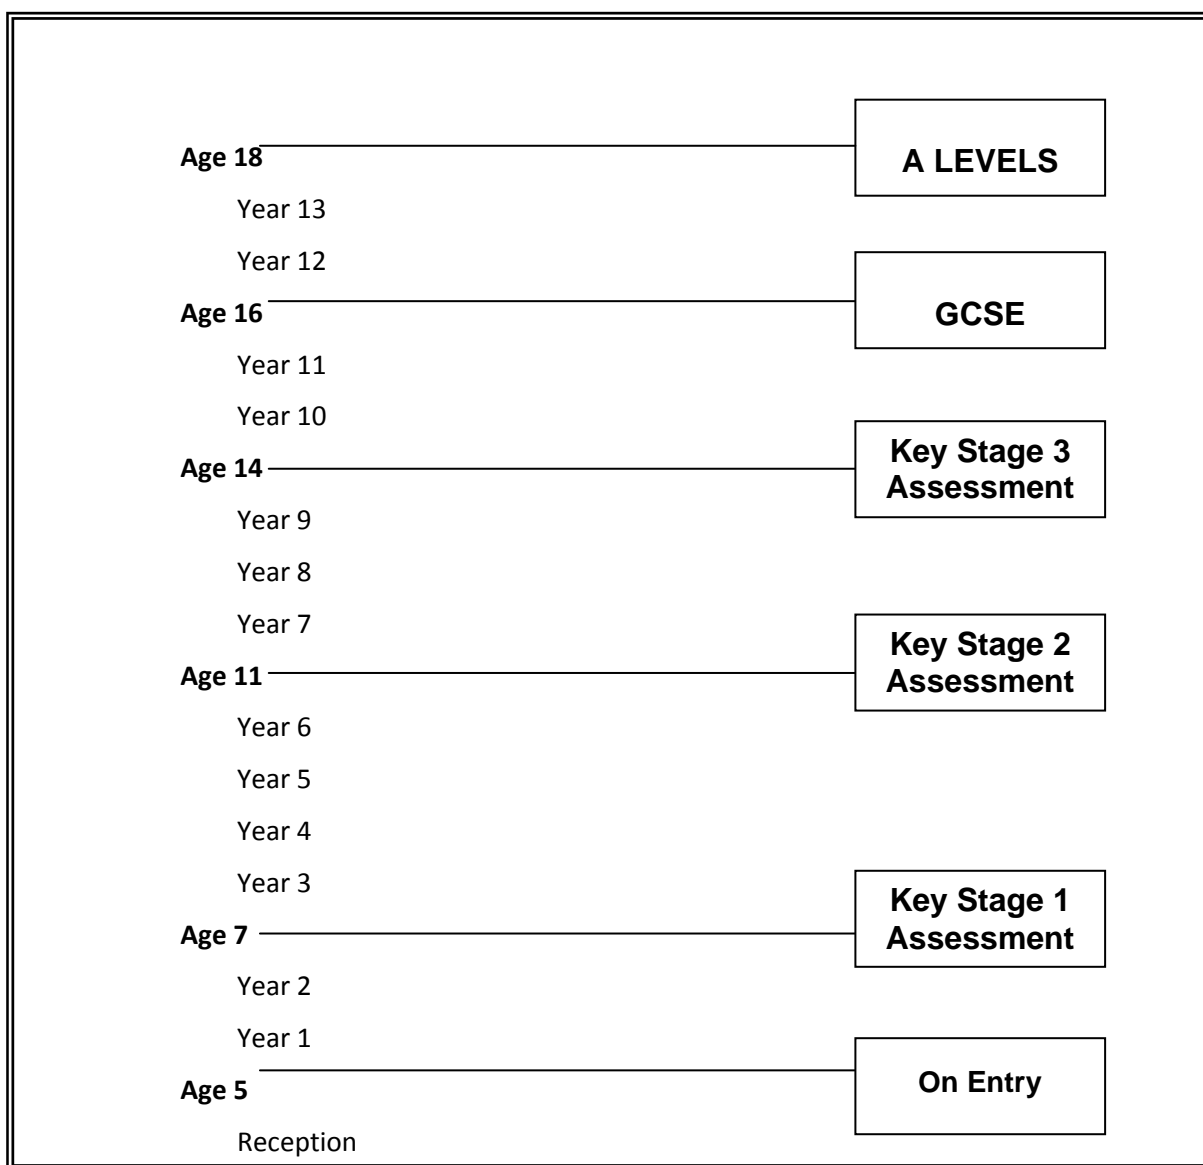 Age 18
A LEVELS
Year 13
Year 12
Age 16
GCSE
Year 11
Year 10
Age 14
Key Stage 3
Assessment
Year 9
Year 8
Year 7
Age 11
Key Stage 2
Assessment
Year 6
Year 5
Year 4
Year 3
Age 7
Key Stage 1
Assessment
Year 2
Year 1
Age 5
On Entry
Reception